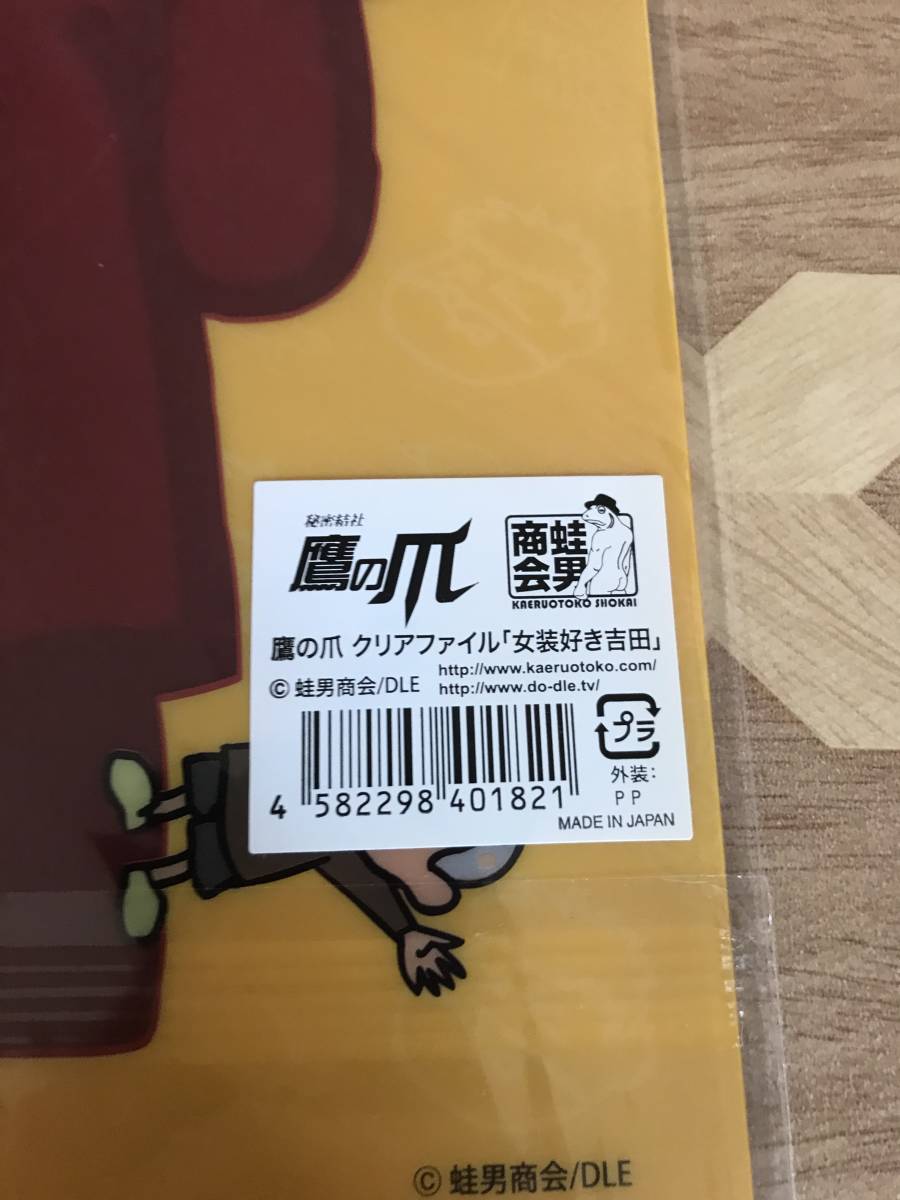 秘密結社
鷹の爪
商蛙
会男
KAERUOTOKO SHOKAI
鷹の爪 クリアファイル「女装好き吉田」
© 蛙男商会/DLE
http://www.kaeruotoko.com/
http://www.do-dle.tv/
プラ
外装:
PP
4 582298 401821
MADE IN JAPAN
© 蛙男商会/DLE